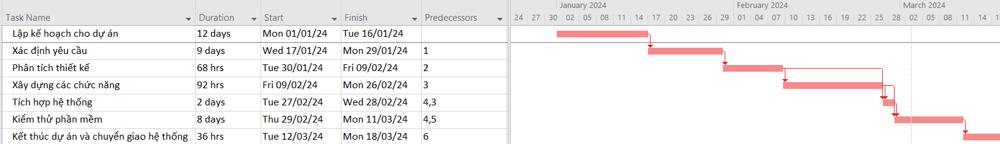 January 2024 February 2024 March 2024
Task Name Duration Start Finish Predecessors 24 27 30 02 05 08 11 14 17 20 23 26 29 01 04 07 10 13 16 19 22 25 28 02 05 08 11 14
Lập kế hoạch cho dự án 12 days Mon 01/01/24 Tue 16/01/24
Xác định yêu cầu 9 days Wed 17/01/24 Mon 29/01/24 1
Phân tích thiết kế 68 hrs Tue 30/01/24 Fri 09/02/24 2
Xây dựng các chức năng 92 hrs Fri 09/02/24 Mon 26/02/24 3
Tích hợp hệ thống 2 days Tue 27/02/24 Wed 28/02/24 4,3
Kiểm thử phần mềm 8 days Thu 29/02/24 Mon 11/03/24 4,5
Kết thúc dự án và chuyển giao hệ thống 36 hrs Tue 12/03/24 Mon 18/03/24 6